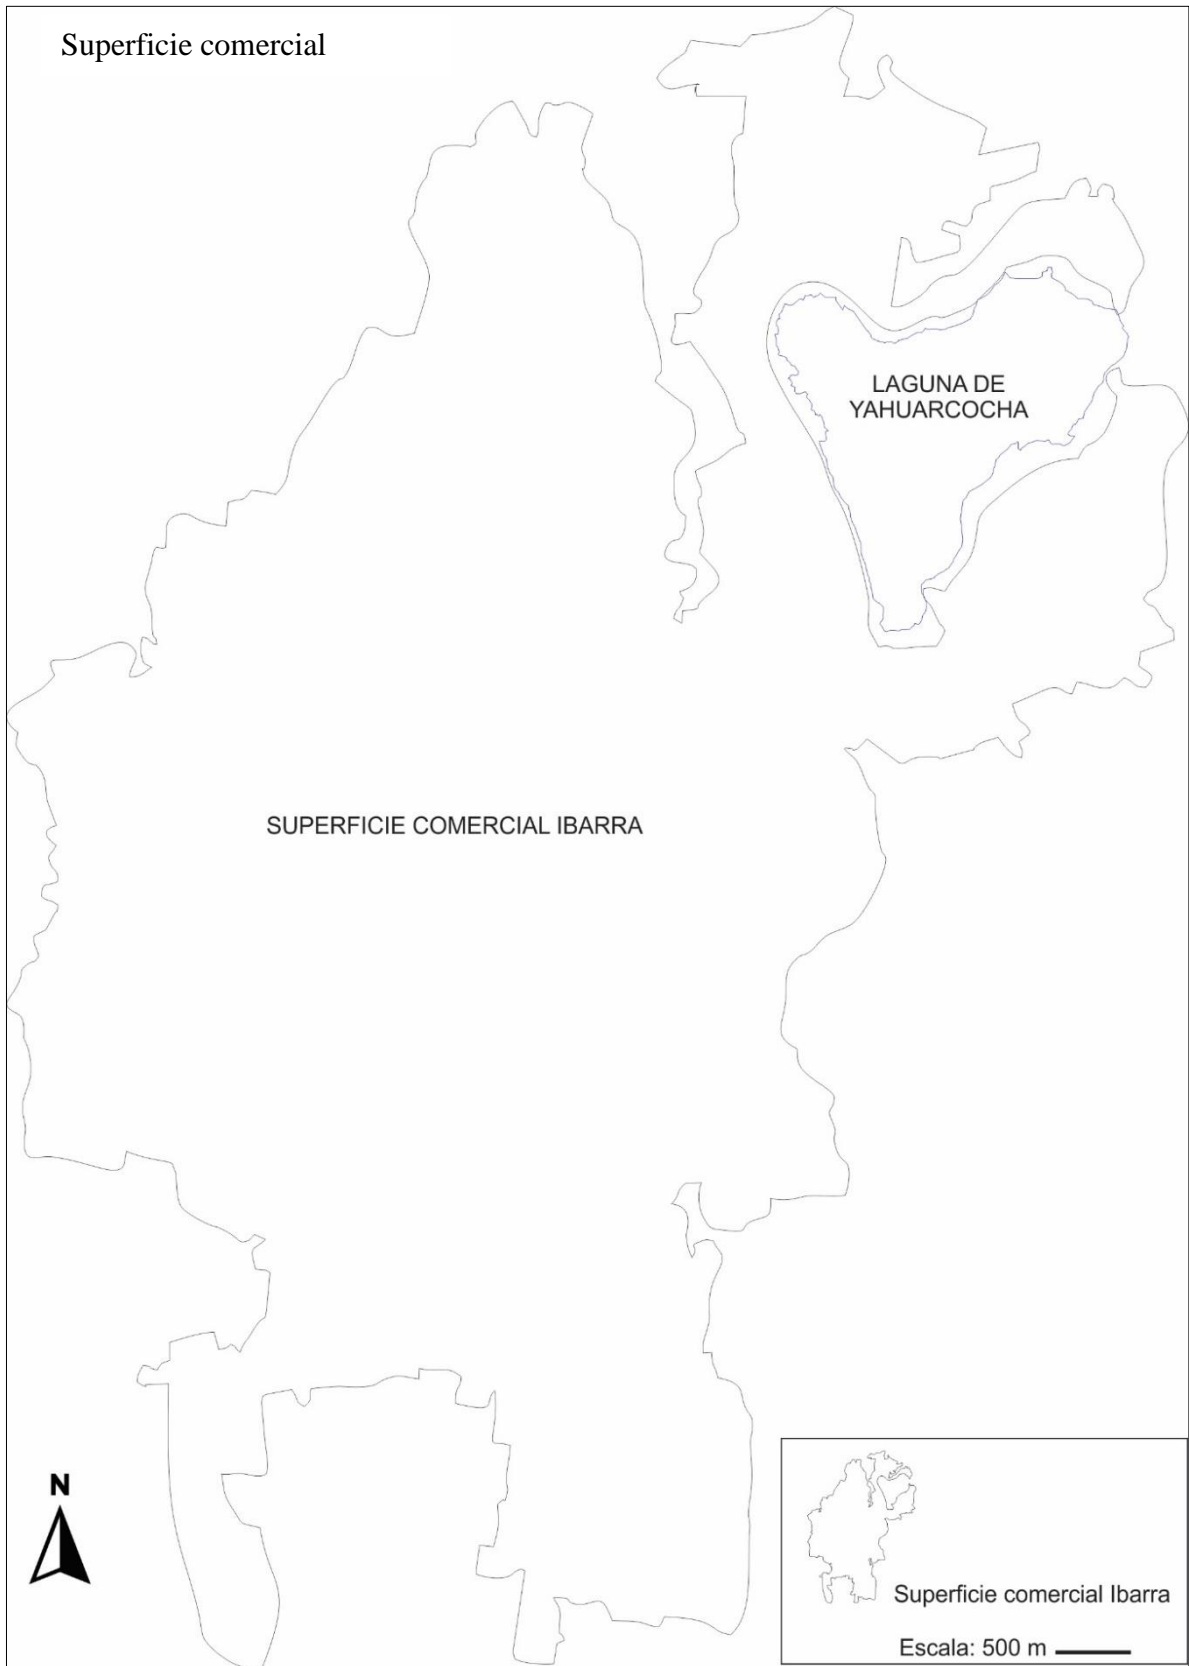 Superficie comercial
LAGUNA DE
YAHUARCOCHA
SUPERFICIE COMERCIAL IBARRA
N
Superficie comercial Ibarra
Escala: 500 m